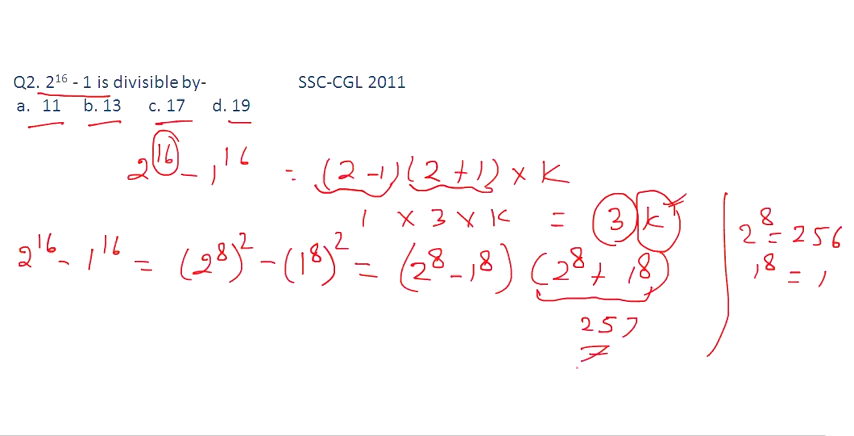 Q2. 2¹⁶ - 1 is divisible by- SSC-CGL 2011
a. 11 b. 13 c. 17 d. 19
2¹⁶ - 1¹⁶ = (2-1)(2+1) × K
1 × 3 × K = 3 K
2¹⁶ - 1¹⁶ = (2⁸)² - (1⁸)² = (2⁸-1⁸) (2⁸+1⁸)
257
2⁸ = 256
1⁸ = 1